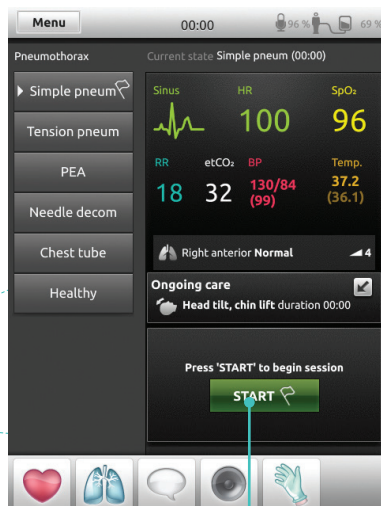 Menu 00:00 96 % 69 %
Pneumothorax Current state Simple pneum (00:00)
Simple pneum
Tension pneum
PEA
Needle decom
Chest tube
Healthy
Sinus HR SpO₂
100 96
RR etCO₂ BP Temp.
18 32 130/84 (99) 37.2 (36.1)
Right anterior Normal 4
Ongoing care
Head tilt, chin lift duration 00:00
Press 'START' to begin session
START